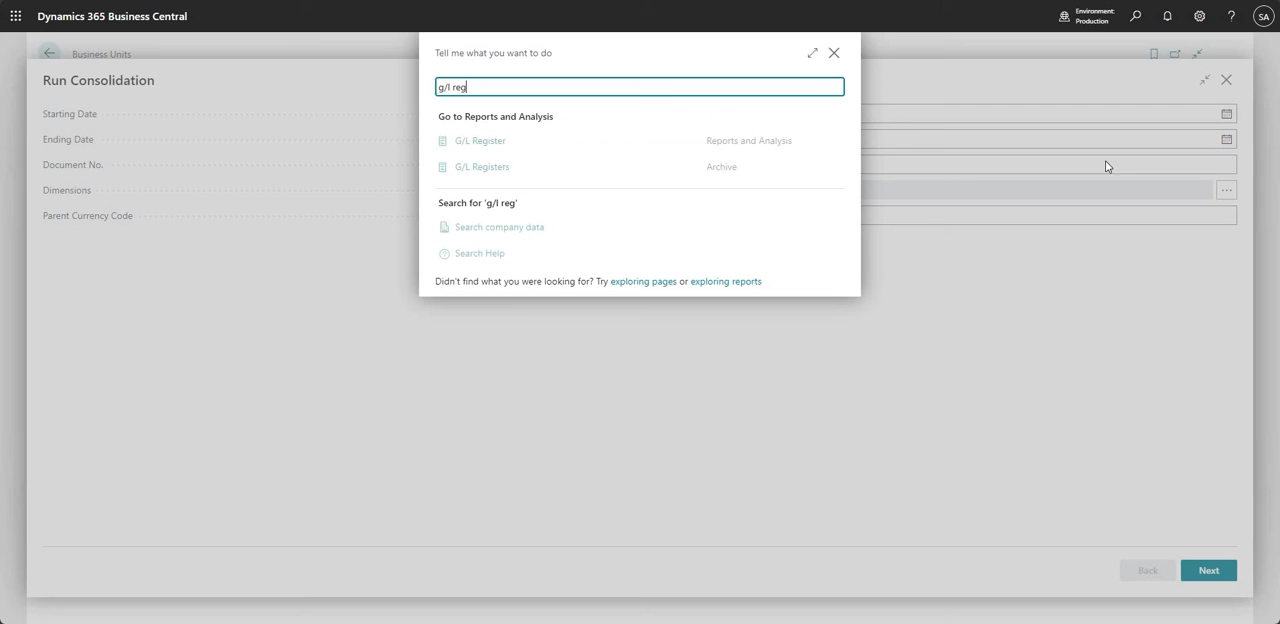 Dynamics 365 Business Central
Environment:
Production
?
SA
Business Units
Run Consolidation
Starting Date
Ending Date
Document No.
Dimensions
...
Parent Currency Code
Tell me what you want to do
g/l reg
Go to Reports and Analysis
G/L Register Reports and Analysis
G/L Registers Archive
Search for 'g/l reg'
Search company data
Search Help
Didn't find what you were looking for? Try exploring pages or exploring reports
Back Next